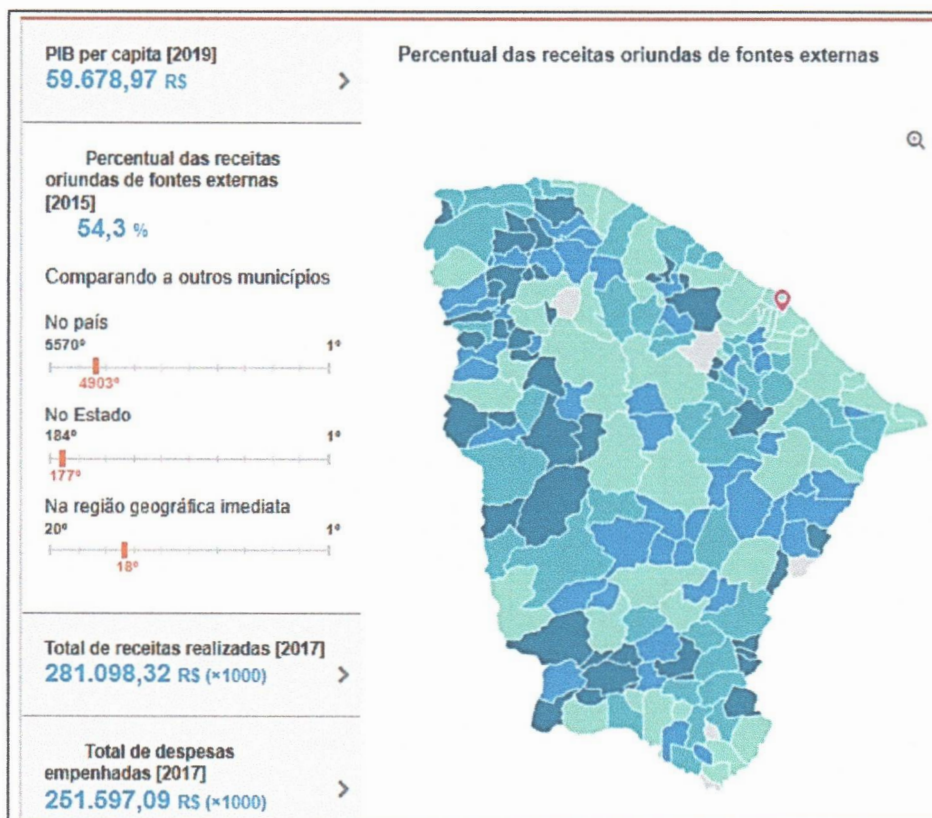 PIB per capita [2019]
59.678,97 R$
Percentual das receitas
oriundas de fontes externas
[2015]
54,3 %
Comparando a outros municípios
No país
5570º 1º
4903º
No Estado
184º 1º
177º
Na região geográfica imediata
20º 1º
18º
Total de receitas realizadas [2017]
281.098,32 R$ (×1000)
Total de despesas
empenhadas [2017]
251.597,09 R$ (×1000)
Percentual das receitas oriundas de fontes externas